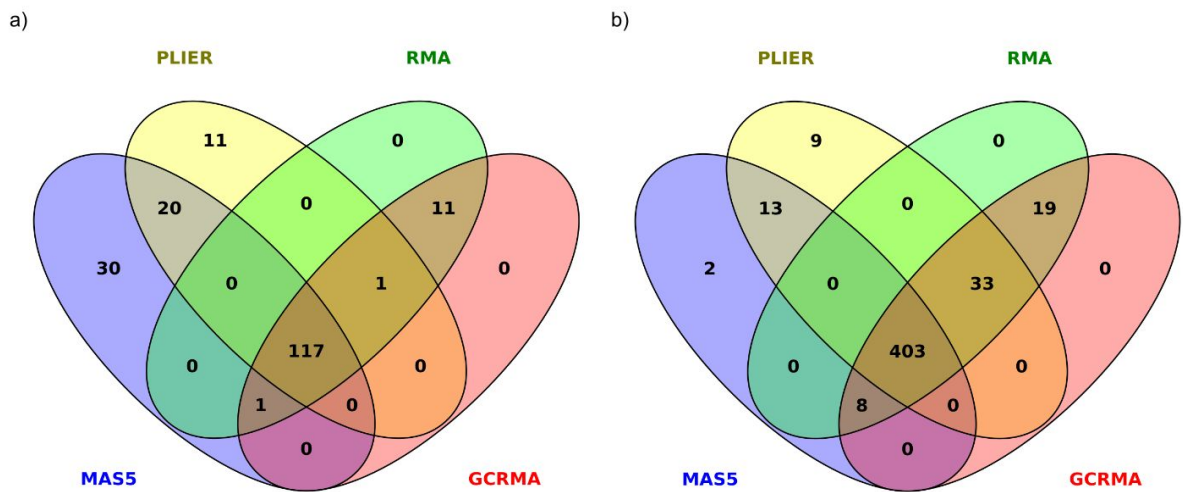 a) b)
PLIER RMA PLIER RMA
11 0 9 0
20 0 11 13 0 19
30 0 1 0 2 0 33 0
117 403
0 0 0 0
1 0 8 0
0 0
MAS5 GCRMA MAS5 GCRMA